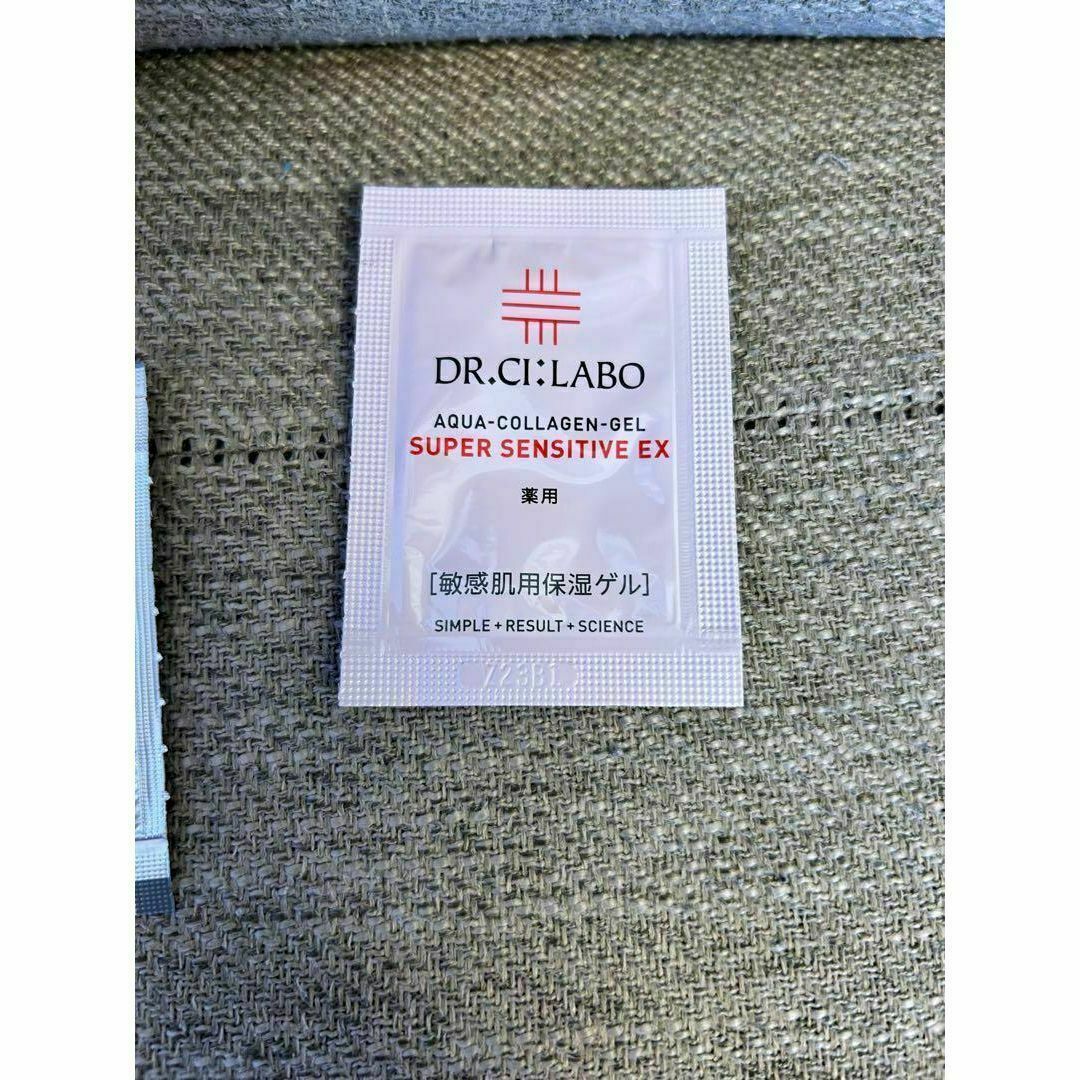 DR.CI:LABO
AQUA-COLLAGEN-GEL
SUPER SENSITIVE EX
薬用
[敏感肌用保湿ゲル]
SIMPLE+RESULT+SCIENCE